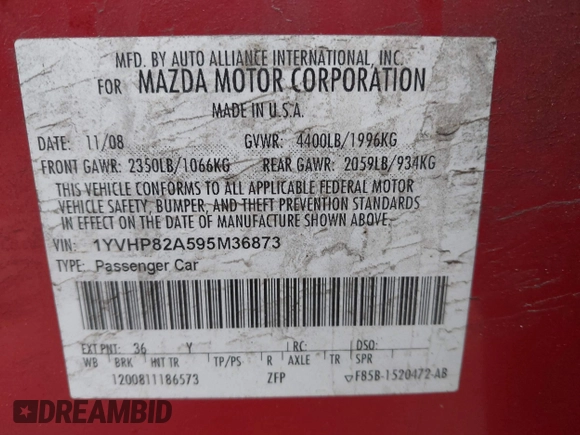 MFD. BY AUTO ALLIANCE INTERNATIONAL, INC.
FOR MAZDA MOTOR CORPORATION
MADE IN U.S.A.
DATE: 11/08 GVWR: 4400LB/1996KG
FRONT GAWR: 2350LB/1066KG REAR GAWR: 2059LB/934KG
THIS VEHICLE CONFORMS TO ALL APPLICABLE FEDERAL MOTOR
VEHICLE SAFETY, BUMPER, AND THEFT PREVENTION STANDARDS
IN EFFECT ON THE DATE OF MANUFACTURE SHOWN ABOVE.
VIN: 1YVHP82A595M36873
TYPE: Passenger Car
EXT PNT: 36 Y RC: DSO:
WB BRK INT TR TP/PS R AXLE TR SPR
1200811186573 ZFP ▽F85B-1520472-AB
DREAMBID